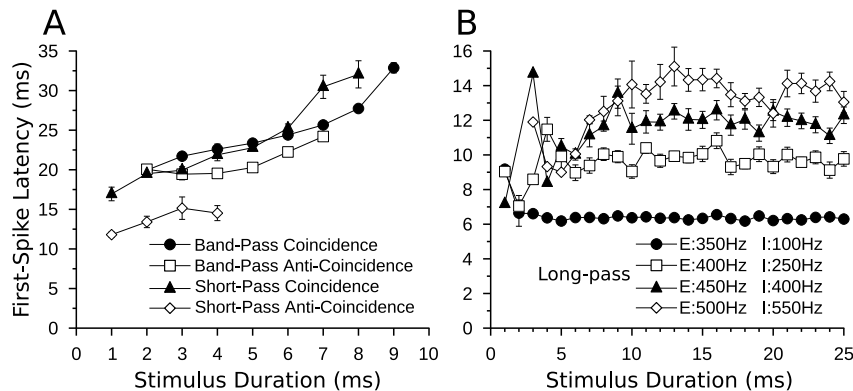 A
B
First-Spike Latency (ms)
35
30
25
20
15
10
5
0
Band-Pass Coincidence
Band-Pass Anti-Coincidence
Short-Pass Coincidence
Short-Pass Anti-Coincidence
0 1 2 3 4 5 6 7 8 9 10
Stimulus Duration (ms)
16
14
12
10
8
6
4
2
0
Long-pass
E:350Hz I:100Hz
E:400Hz I:250Hz
E:450Hz I:400Hz
E:500Hz I:550Hz
0 5 10 15 20 25
Stimulus Duration (ms)